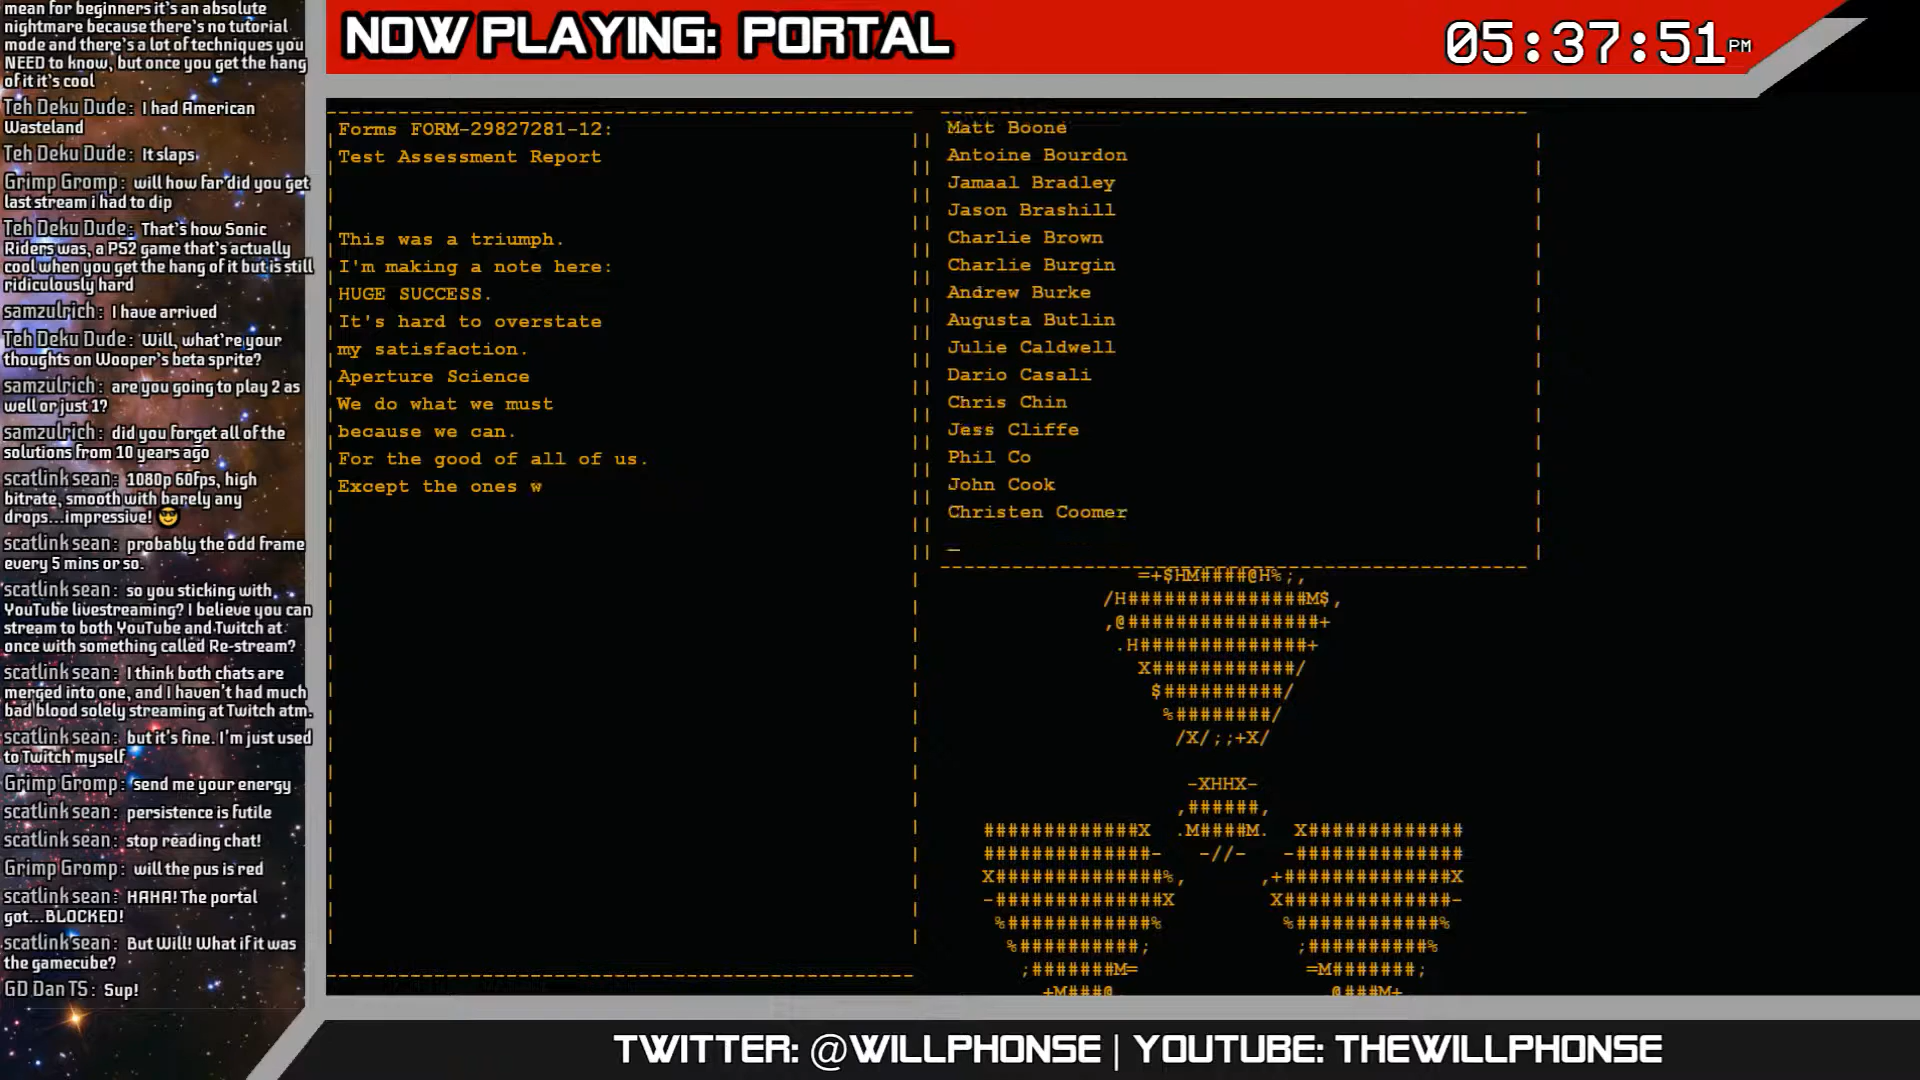 mean for beginners it's an absolute
nightmare because there's no tutorial
mode and there's a lot of techniques you
NEED to know, but once you get the hang
of it it's cool
Teh Deku Dude: I had American
Wasteland
Teh Deku Dude: It slaps
Grimp Gromp: will how far did you get
last stream i had to dip
Teh Deku Dude: That's how Sonic
Riders was, a PS2 game that's actually
cool when you get the hang of it but is still
ridiculously hard
samzulrich: I have arrived
Teh Deku Dude: Will, what're your
thoughts on Wooper's beta sprite?
samzulrich: are you going to play 2 as
well or just 1?
samzulrich: did you forget all of the
solutions from 10 years ago
scatlink sean: 1080p 60fps, high
bitrate, smooth with barely any
drops...impressive! 😎
scatlink sean: probably the odd frame
every 5 mins or so.
scatlink sean: so you sticking with
YouTube livestreaming? I believe you can
stream to both YouTube and Twitch at
once with something called Re-stream?
scatlink sean: I think both chats are
merged into one, and I haven't had much
bad blood solely streaming at Twitch atm.
scatlink sean: but it's fine. I'm just used
to Twitch myself
Grimp Gromp: send me your energy
scatlink sean: persistence is futile
scatlink sean: stop reading chat!
Grimp Gromp: will the pus is red
scatlink sean: HAHA! The portal
got...BLOCKED!
scatlink sean: But Will! What if it was
the gamecube?
GD Dan TS: Sup!
NOW PLAYING: PORTAL
05:37:51 PM
Forms FORM-29827281-12:
Test Assessment Report
This was a triumph.
I'm making a note here:
HUGE SUCCESS.
It's hard to overstate
my satisfaction.
Aperture Science
We do what we must
because we can.
For the good of all of us.
Except the ones w
Matt Boone
Antoine Bourdon
Jamaal Bradley
Jason Brashill
Charlie Brown
Charlie Burgin
Andrew Burke
Augusta Butlin
Julie Caldwell
Dario Casali
Chris Chin
Jess Cliffe
Phil Co
John Cook
Christen Coomer
TWITTER: @WILLPHONSE | YOUTUBE: THEWILLPHONSE